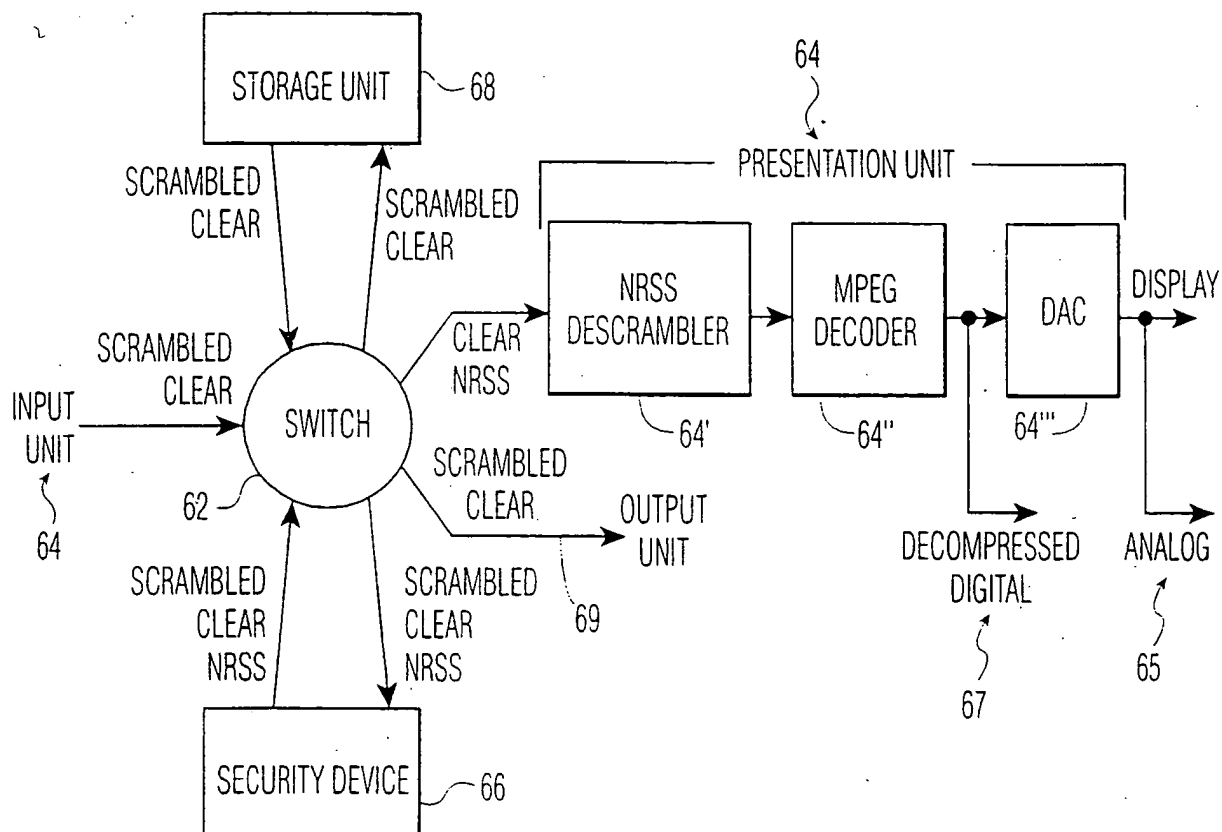 64
STORAGE UNIT
68
PRESENTATION UNIT
SCRAMBLED
CLEAR
SCRAMBLED
CLEAR
NRSS
DESCRAMBLER
MPEG
DECODER
DAC
DISPLAY
SCRAMBLED
CLEAR
CLEAR
NRSS
INPUT
UNIT
SWITCH
64'
64''
64'''
62
64
SCRAMBLED
CLEAR
OUTPUT
UNIT
DECOMPRESSED
DIGITAL
ANALOG
SCRAMBLED
CLEAR
NRSS
SCRAMBLED
CLEAR
NRSS
69
67
65
SECURITY DEVICE
66